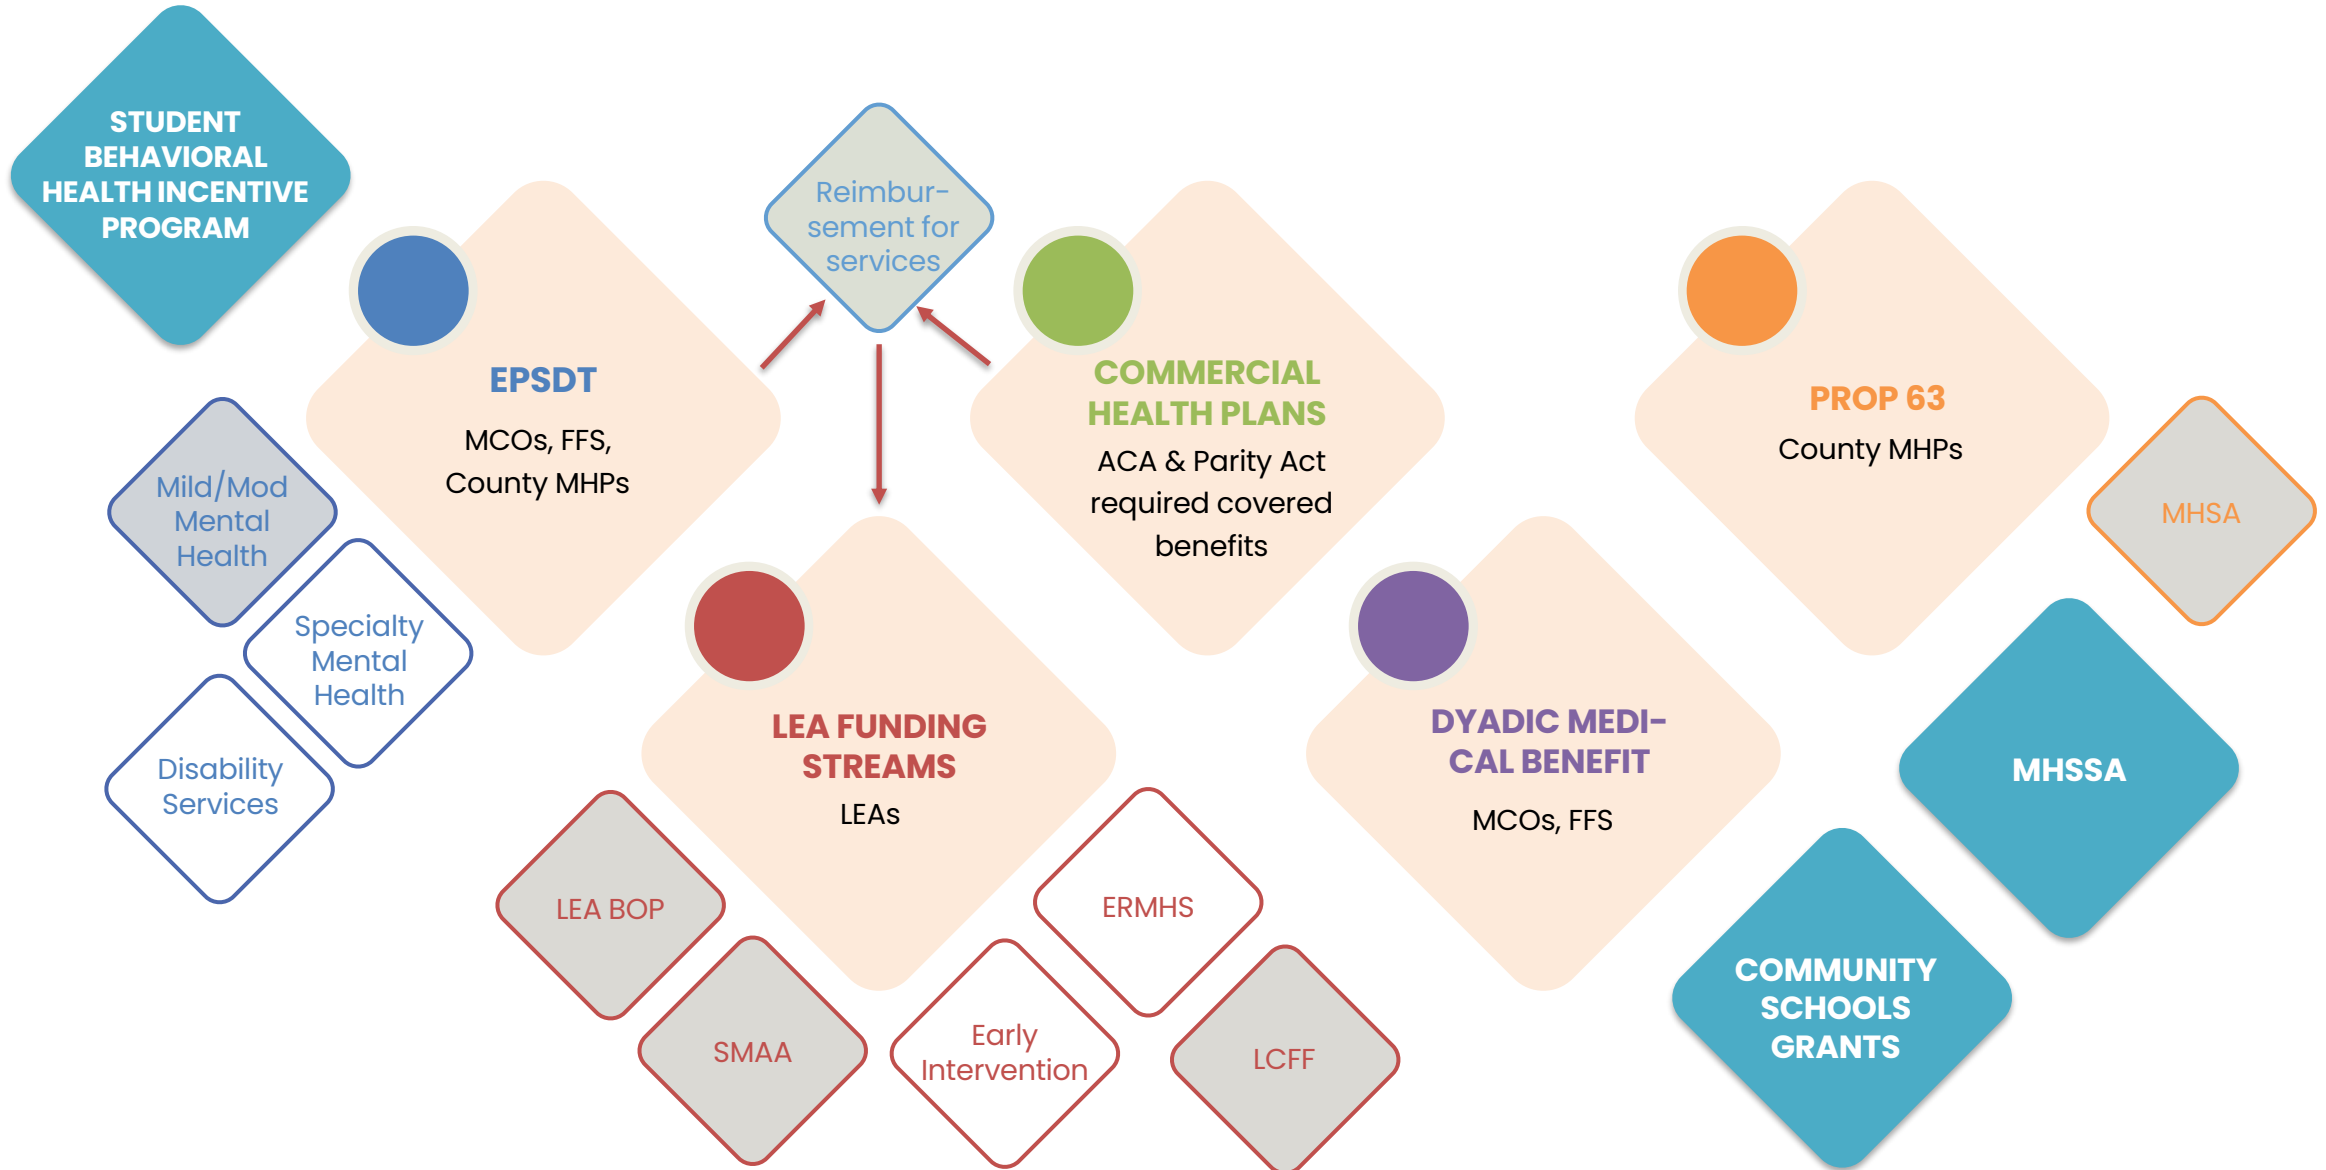 STUDENT
BEHAVIORAL
HEALTH INCENTIVE
PROGRAM
Reimbur-
sement for
services
EPSDT
MCOs, FFS,
County MHPs
COMMERCIAL
HEALTH PLANS
ACA & Parity Act
required covered
benefits
PROP 63
County MHPs
Mild/Mod
Mental
Health
Specialty
Mental
Health
Disability
Services
MHSA
LEA FUNDING
STREAMS
LEAs
DYADIC MEDI-
CAL BENEFIT
MCOs, FFS
MHSSA
LEA BOP
SMAA
Early
Intervention
ERMHS
LCFF
COMMUNITY
SCHOOLS
GRANTS